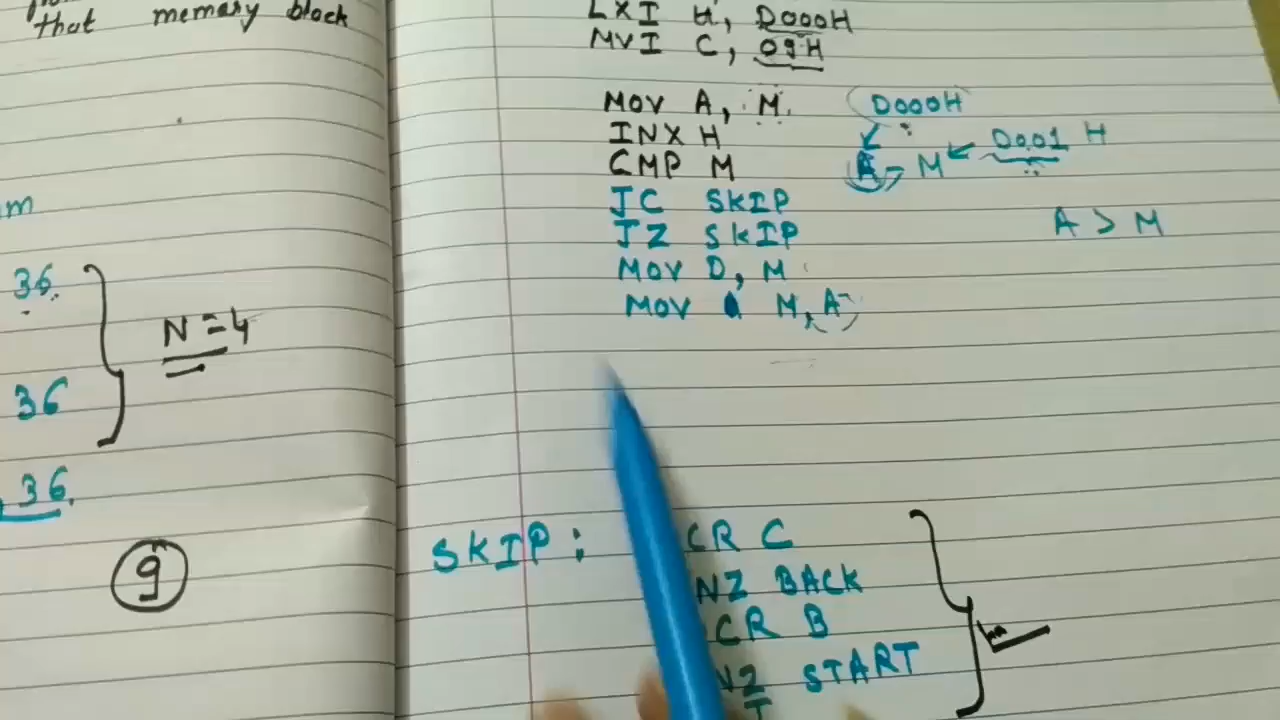 that memory block
m
36
N = 4
36
36
9
LXI H, D000H
MVI C, 09H
MOV A, M
D000H
INX H
D001 H
CMP M
A - M
JC SKIP
JZ SKIP
A > M
MOV D, M
MOV M, A
SKIP: CR C
NZ BACK
CR B
NZ START